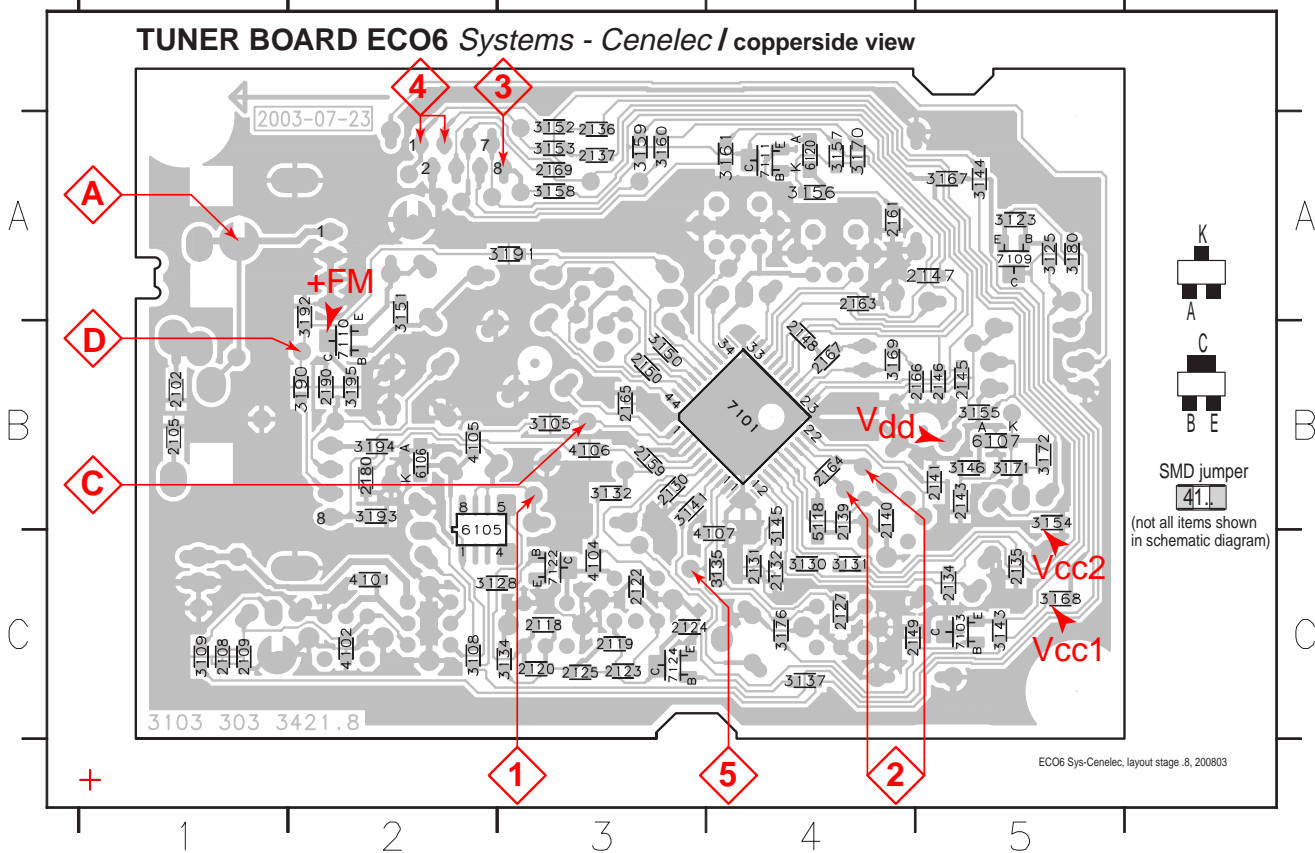 TUNER BOARD ECO6 Systems - Cenelec / copperside view
4 3
2003-07-23
1 7
2 8
3152 2136
3153 2137
2169
3158
3159 3160
3161 C 7111 E B A 6120 K 3157 3170
3156
3167 3144
A
A
A
2161
3123
E B
7109
C
3125 3180
1
3191
2147
K
A
+FM
3192
3151
2163
D
7110 E C B
3150
2150
34 33
2148 2167
3169
C
B E
2102
3190 2190 3195
2165
44
7101
23
2166 2146 2145
3155
B
B
2105
3105
1
22
Vdd
A K
6107
3194 A
6106
K
4105
4106
3172
C
2180
2159
2130
3141
2164
3146 3171
2141 2143
SMD jumper
41..
(not all items shown
in schematic diagram)
3132
11 12
8
3193
8 5
6105
1 4
4107
3145 5118 2139 2140
3154
Vcc2
4101
3128
B 7122 C E
4104
2122
3135 2131 2132 3130 3131
2134 2135
3168
Vcc1
C
C
3109 2108 2109
4102
3108 3134
2118
2119
2124
2120 2125 2123
C 7124 E B
3176
2127
2149 C 7103 E B 3143
3137
3103 303 3421.8
1
5
2
ECO6 Sys-Cenelec, layout stage .8, 200803
1 2 3 4 5